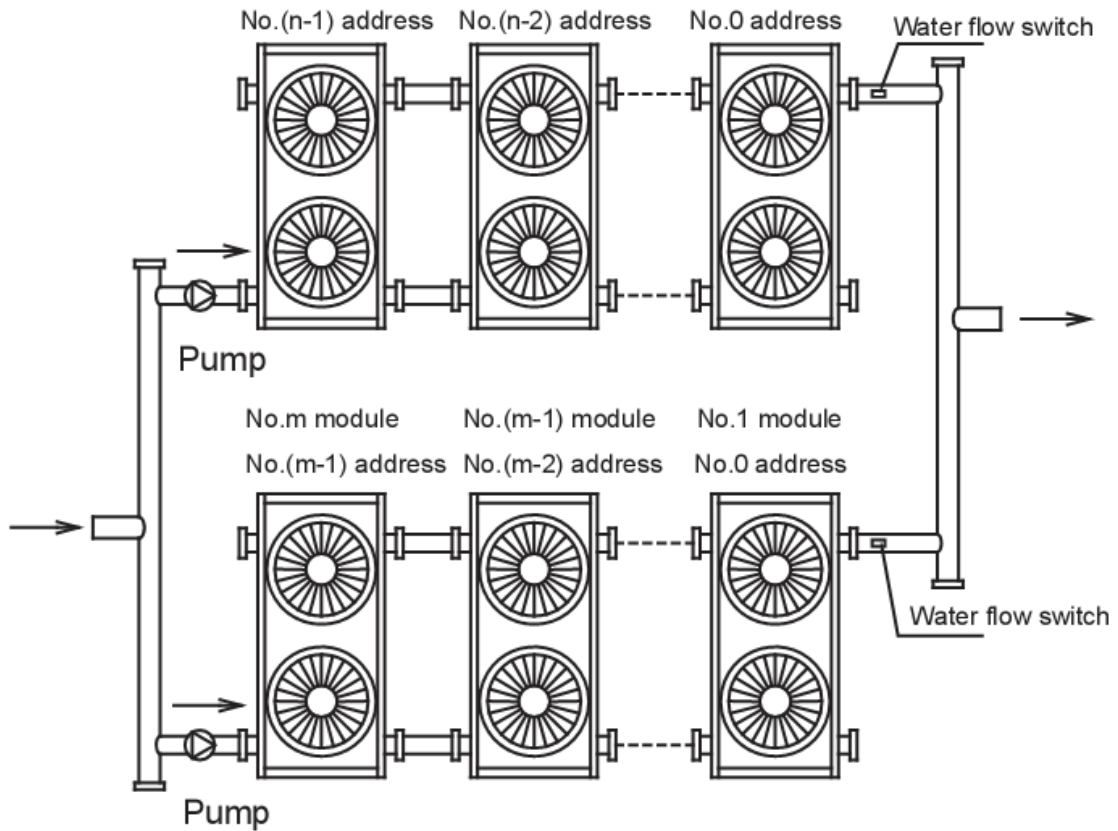 No.(n-1) address No.(n-2) address No.0 address
Water flow switch
Pump
No.m module No.(m-1) module No.1 module
No.(m-1) address No.(m-2) address No.0 address
Water flow switch
Pump